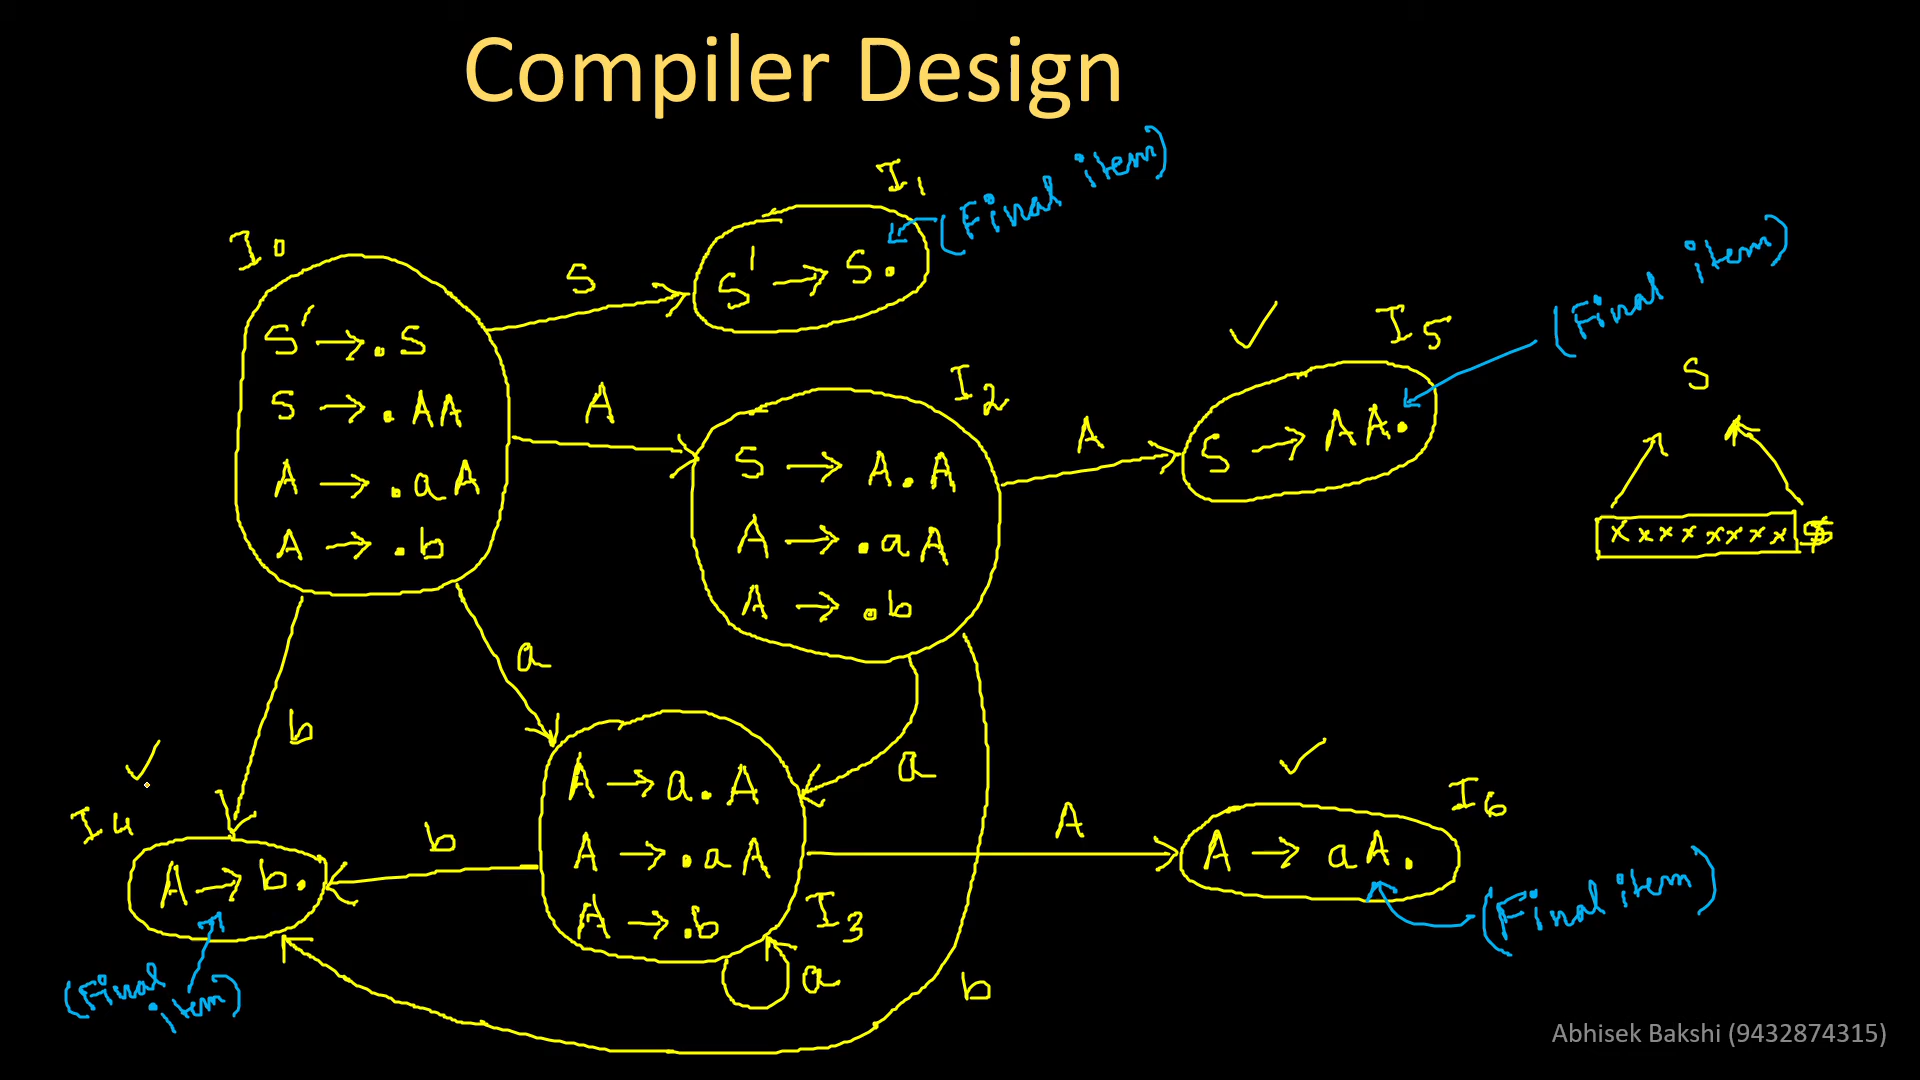 Compiler Design
I1
(Final item)
I0
S' → S.
S
S' → .S
S → .AA
A → .aA
A → .b
A
I2
S → A.A
A → .aA
A → .b
A
I5
(Final item)
S → AA.
S
x x x x x x x x $
a
b
a
b
I4
A → b.
(Final
item)
b
A → a.A
A → .aA
A → .b
I3
a
A
I6
A → aA.
(Final item)
Abhisek Bakshi (9432874315)